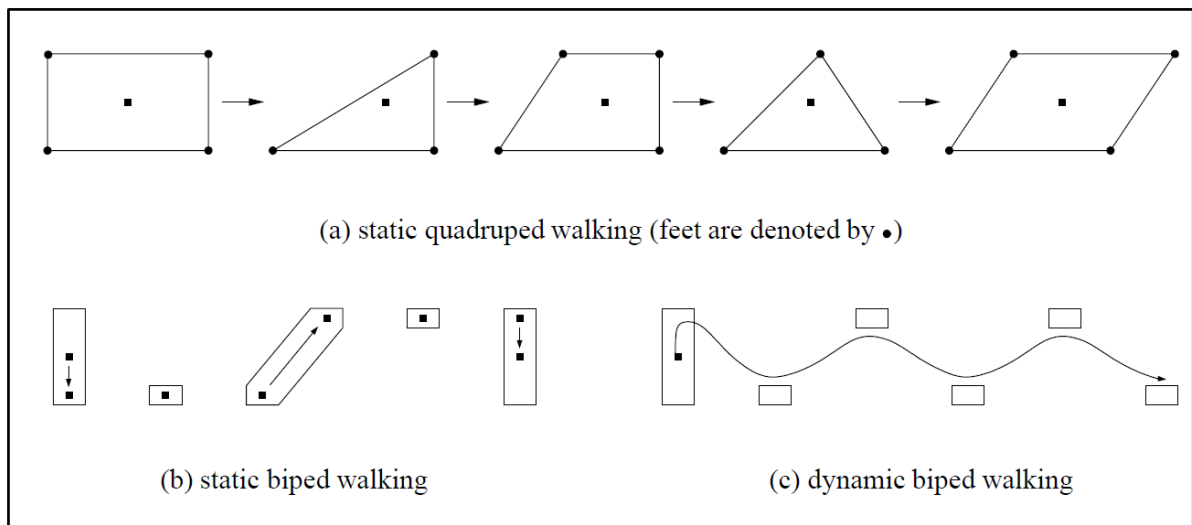 (a) static quadruped walking (feet are denoted by •)
(b) static biped walking
(c) dynamic biped walking